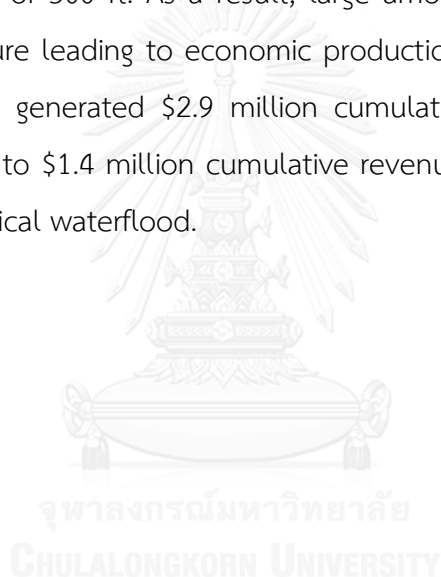 of 500 ft. As a result, large amo
ure leading to economic productio
generated $2.9 million cumulat
to $1.4 million cumulative revenu
ical waterflood.
จุฬาลงกรณ์มหาวิทยาลัย
CHULALONGKORN UNIVERSITY